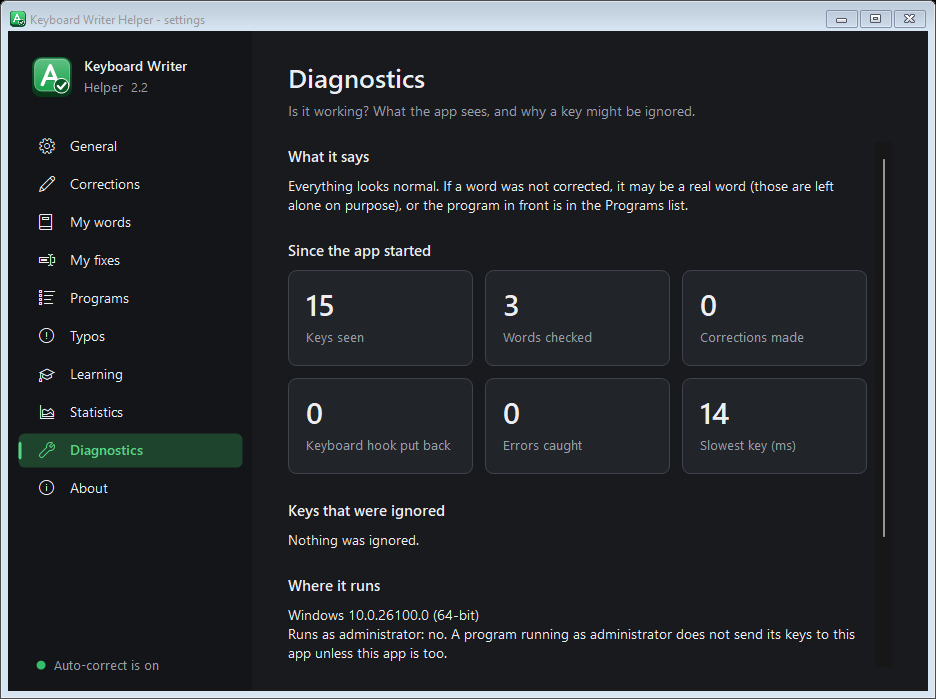 Keyboard Writer Helper - settings
Keyboard Writer
Helper 2.2
General
Corrections
My words
My fixes
Programs
Typos
Learning
Statistics
Diagnostics
About
Auto-correct is on
Diagnostics
Is it working? What the app sees, and why a key might be ignored.
What it says
Everything looks normal. If a word was not corrected, it may be a real word (those are left
alone on purpose), or the program in front is in the Programs list.
Since the app started
15
Keys seen
3
Words checked
0
Corrections made
0
Keyboard hook put back
0
Errors caught
14
Slowest key (ms)
Keys that were ignored
Nothing was ignored.
Where it runs
Windows 10.0.26100.0 (64-bit)
Runs as administrator: no. A program running as administrator does not send its keys to this
app unless this app is too.